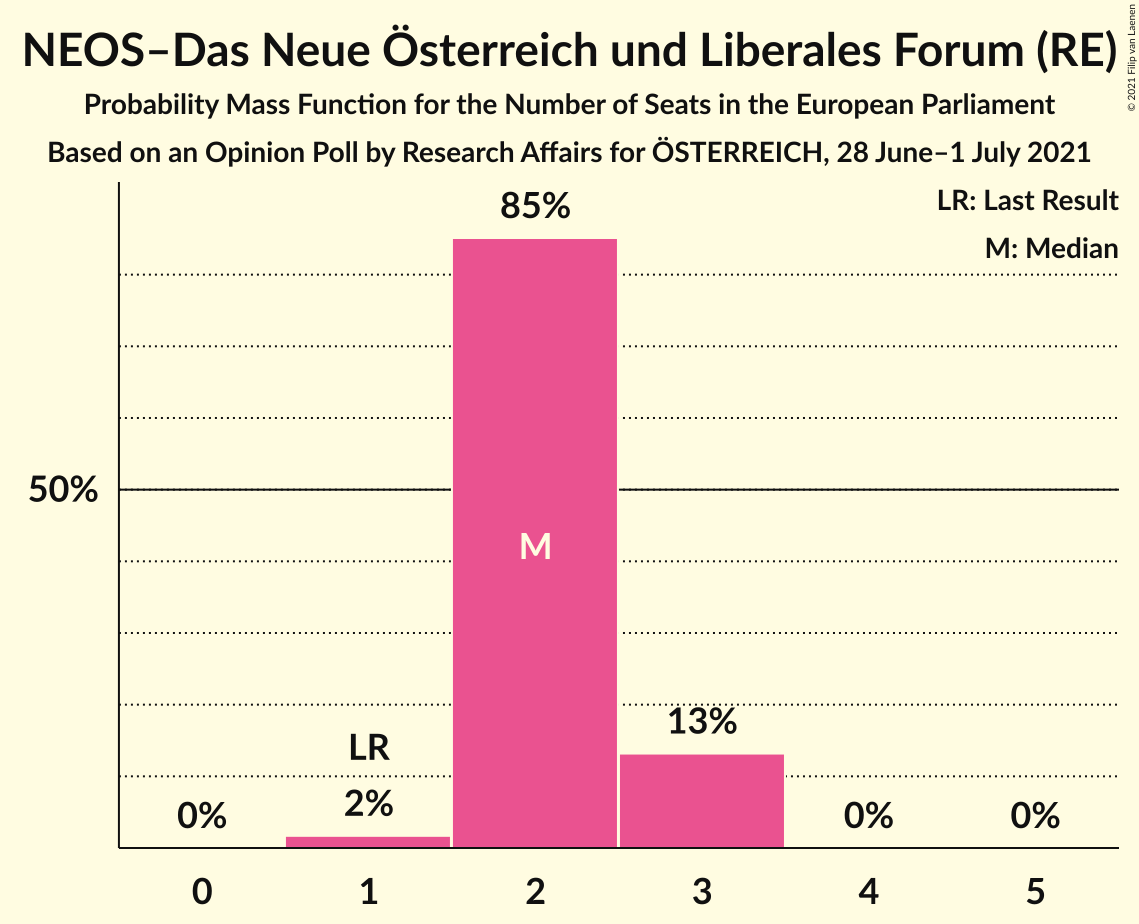 NEOS–Das Neue Österreich und Liberales Forum (RE)
Probability Mass Function for the Number of Seats in the European Parliament
Based on an Opinion Poll by Research Affairs for ÖSTERREICH, 28 June–1 July 2021
© 2021 Filip van Laenen
LR: Last Result
M: Median
85%
50%
M
13%
LR
2%
0%
0%
0%
0 1 2 3 4 5